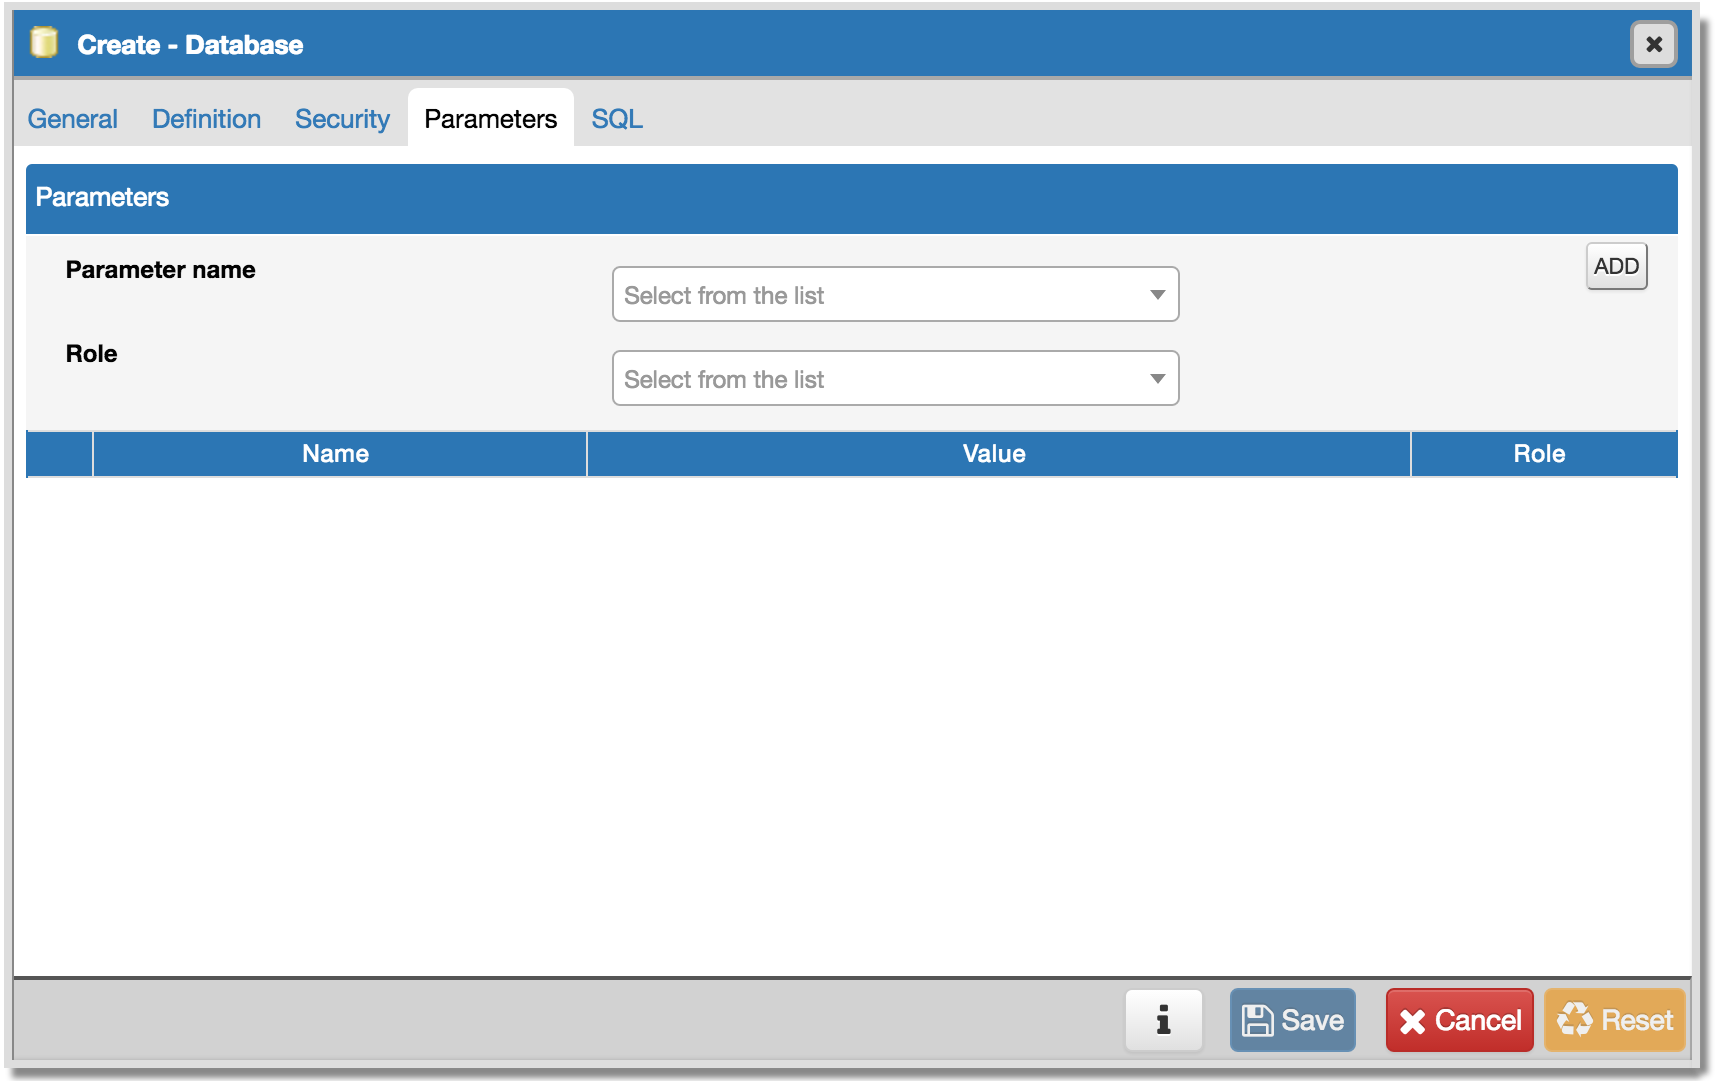 Create - Database
General Definition Security Parameters SQL
Parameters
Parameter name
Select from the list
ADD
Role
Select from the list
Name Value Role
i Save Cancel Reset